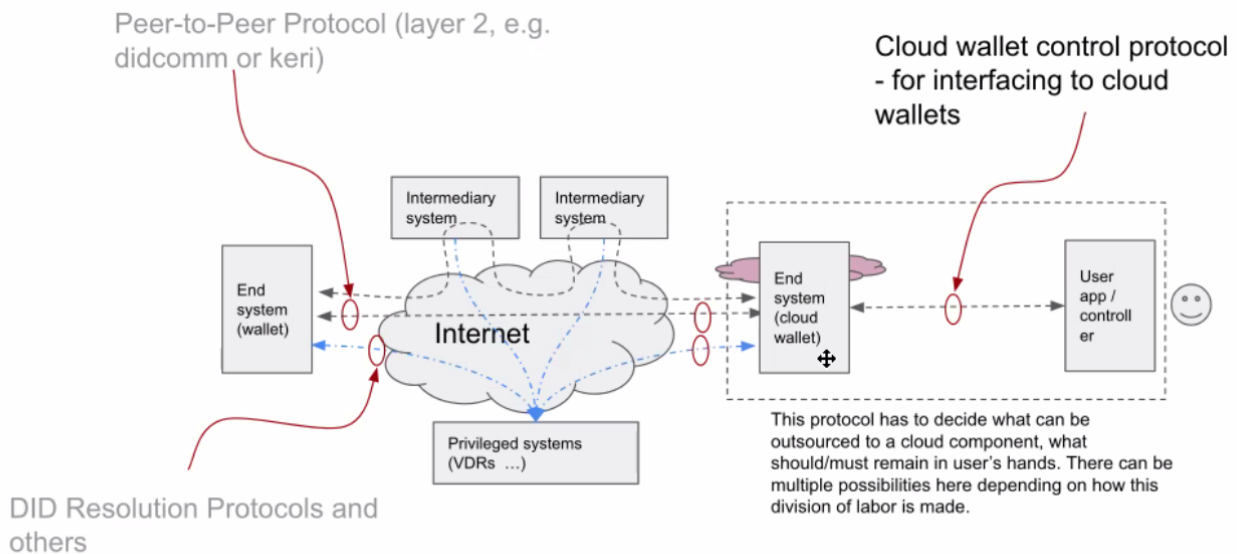 Peer-to-Peer Protocol (layer 2, e.g.
didcomm or keri)
Cloud wallet control protocol
- for interfacing to cloud
wallets
Intermediary
system
Intermediary
system
End
system
(wallet)
Internet
End
system
(cloud
wallet)
User
app /
controll
er
Privileged systems
(VDRs ...)
This protocol has to decide what can be
outsourced to a cloud component, what
should/must remain in user's hands. There can be
multiple possibilities here depending on how this
division of labor is made.
DID Resolution Protocols and
others